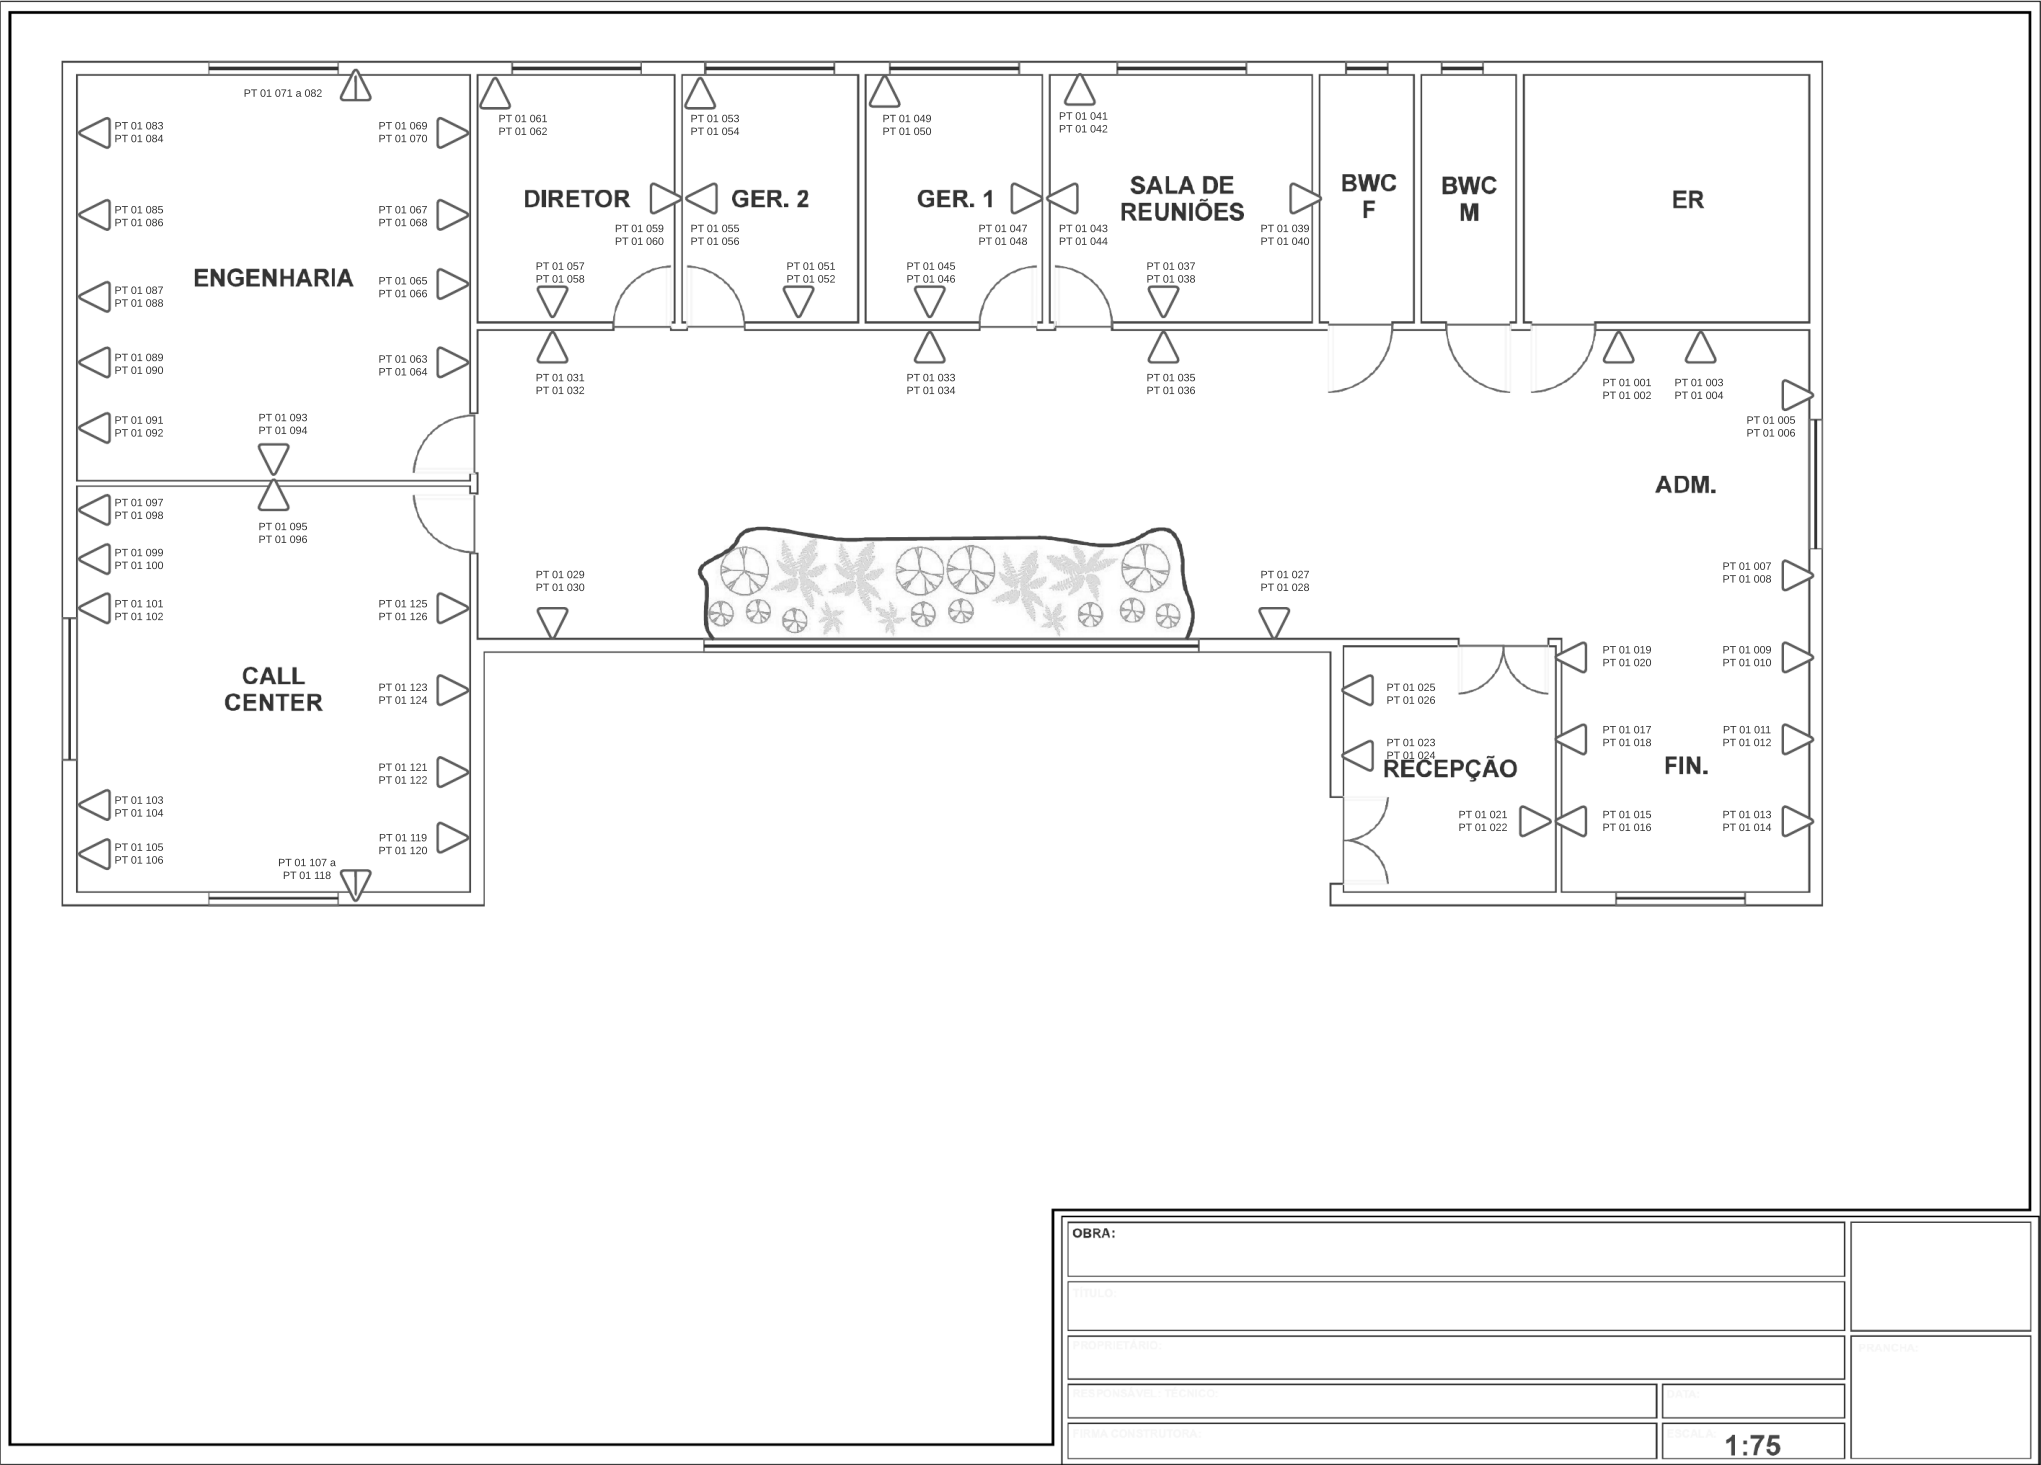 PT 01 071 a 082
PT 01 083
PT 01 084
PT 01 069
PT 01 070
PT 01 085
PT 01 086
PT 01 067
PT 01 068
ENGENHARIA
PT 01 087
PT 01 088
PT 01 065
PT 01 066
PT 01 089
PT 01 090
PT 01 063
PT 01 064
PT 01 091
PT 01 092
PT 01 093
PT 01 094
PT 01 061
PT 01 062
DIRETOR
PT 01 059
PT 01 060
PT 01 057
PT 01 058
PT 01 053
PT 01 054
GER. 2
PT 01 055
PT 01 056
PT 01 051
PT 01 052
PT 01 049
PT 01 050
GER. 1
PT 01 047
PT 01 048
PT 01 045
PT 01 046
PT 01 041
PT 01 042
SALA DE
REUNIÕES
PT 01 043
PT 01 044
PT 01 039
PT 01 040
PT 01 037
PT 01 038
BWC
F
BWC
M
ER
PT 01 031
PT 01 032
PT 01 033
PT 01 034
PT 01 035
PT 01 036
PT 01 001
PT 01 002
PT 01 003
PT 01 004
PT 01 005
PT 01 006
ADM.
PT 01 097
PT 01 098
PT 01 095
PT 01 096
PT 01 099
PT 01 100
PT 01 101
PT 01 102
PT 01 125
PT 01 126
CALL
CENTER
PT 01 123
PT 01 124
PT 01 121
PT 01 122
PT 01 103
PT 01 104
PT 01 119
PT 01 120
PT 01 105
PT 01 106
PT 01 107 a
PT 01 118
PT 01 029
PT 01 030
PT 01 027
PT 01 028
PT 01 007
PT 01 008
PT 01 019
PT 01 020
PT 01 009
PT 01 010
PT 01 025
PT 01 026
PT 01 023
PT 01 024
RECEPÇÃO
PT 01 021
PT 01 022
PT 01 017
PT 01 018
PT 01 011
PT 01 012
FIN.
PT 01 015
PT 01 016
PT 01 013
PT 01 014
OBRA:
TÍTULO:
PROPRIETÁRIO:
PRANCHA:
RESPONSÁVEL TÉCNICO:
DATA:
FIRMA CONSTRUTORA:
ESCALA:
1:75